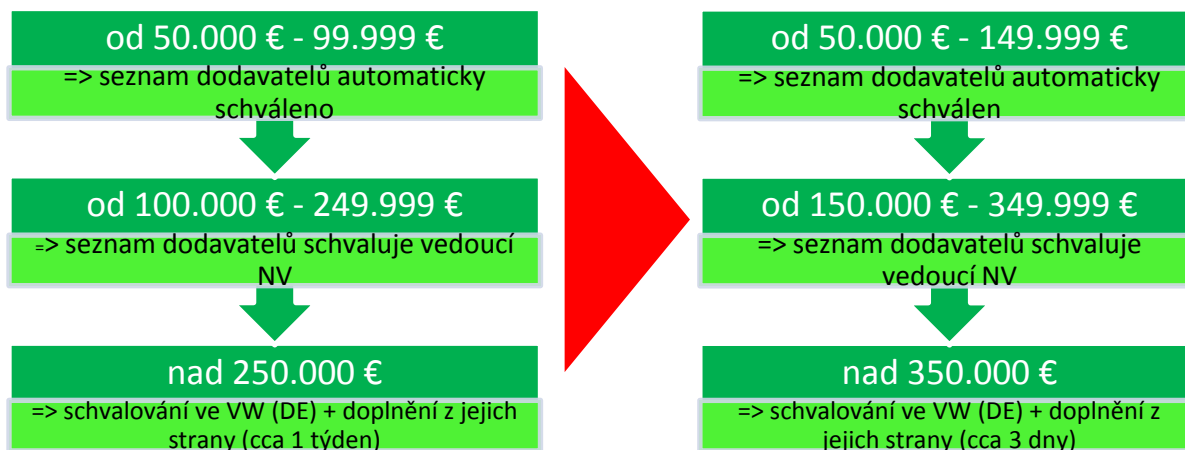 od 50.000 € - 99.999 €
=> seznam dodavatelů automaticky
schváleno
od 100.000 € - 249.999 €
=> seznam dodavatelů schvaluje vedoucí
NV
nad 250.000 €
=> schvalování ve VW (DE) + doplnění z jejich
strany (cca 1 týden)
od 50.000 € - 149.999 €
=> seznam dodavatelů automaticky
schválen
od 150.000 € - 349.999 €
=> seznam dodavatelů schvaluje
vedoucí NV
nad 350.000 €
=> schvalování ve VW (DE) + doplnění z
jejich strany (cca 3 dny)